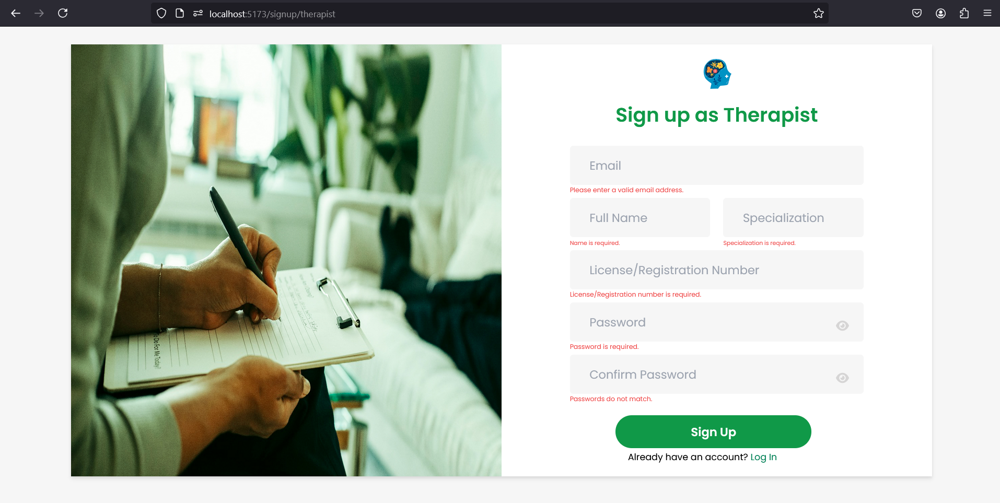 localhost:5173/signup/therapist
Sign up as Therapist
Email
Please enter a valid email address.
Full Name
Specialization
Name is required.
Specialization is required.
License/Registration Number
License/Registration number is required.
Password
Password is required.
Confirm Password
Passwords do not match.
Sign Up
Already have an account? Log In
To Do For Me Today?